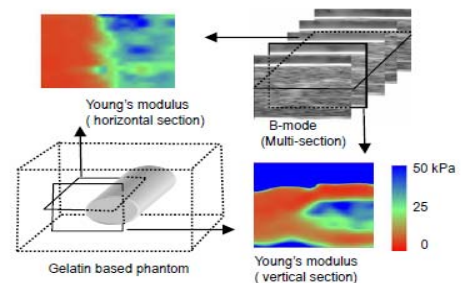 Young's modulus
( horizontal section)
B-mode
(Multi-section)
50 kPa
25
0
Gelatin based phantom
Young's modulus
( vertical section)